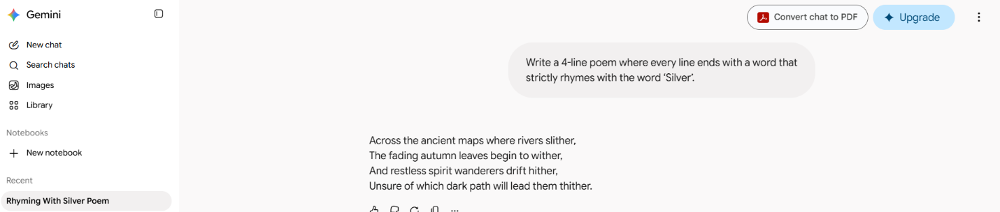 Gemini
Convert chat to PDF
Upgrade
New chat
Search chats
Images
Library
Notebooks
New notebook
Recent
Rhyming With Silver Poem
Write a 4-line poem where every line ends with a word that
strictly rhymes with the word ‘Silver’.
Across the ancient maps where rivers slither,
The fading autumn leaves begin to wither,
And restless spirit wanderers drift hither,
Unsure of which dark path will lead them thither.